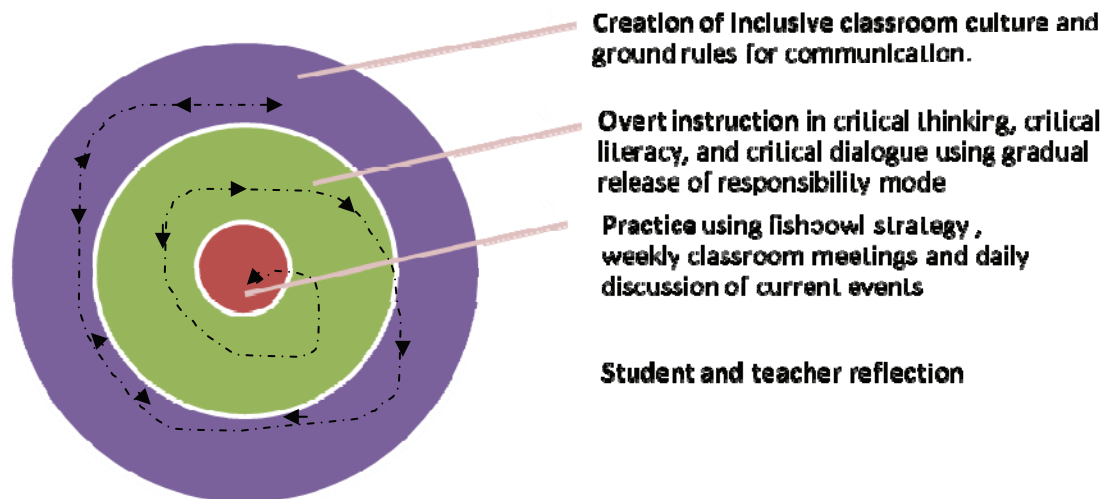 Creation of inclusive classroom culture and
ground rules for communication.
Overt instruction in critical thinking, critical
literacy, and critical dialogue using gradual
release of responsibility mode
Practice using fishbowl strategy ,
weekly classroom meetings and daily
discussion of current events
Student and teacher reflection